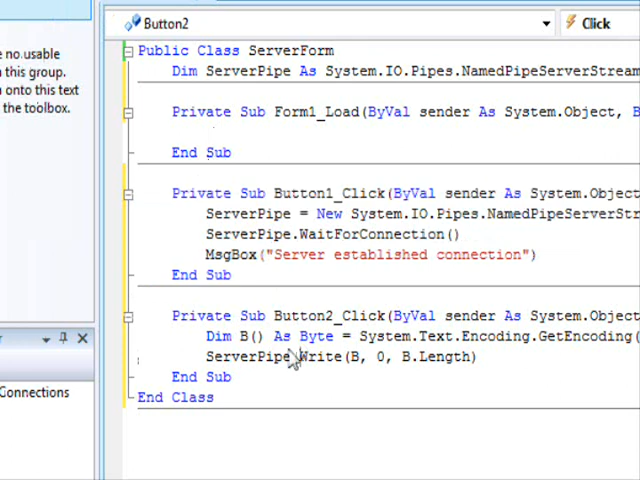 Button2
Click
e no usable
n this group.
n onto this text
the toolbox.
Public Class ServerForm
Dim ServerPipe As System.IO.Pipes.NamedPipeServerStream
Private Sub Form1_Load(ByVal sender As System.Object, B
End Sub
Private Sub Button1_Click(ByVal sender As System.Object
ServerPipe = New System.IO.Pipes.NamedPipeServerStr
ServerPipe.WaitForConnection()
MsgBox("Server established connection")
End Sub
Private Sub Button2_Click(ByVal sender As System.Object
Dim B() As Byte = System.Text.Encoding.GetEncoding(
ServerPipe.Write(B, 0, B.Length)
End Sub
End Class
Connections